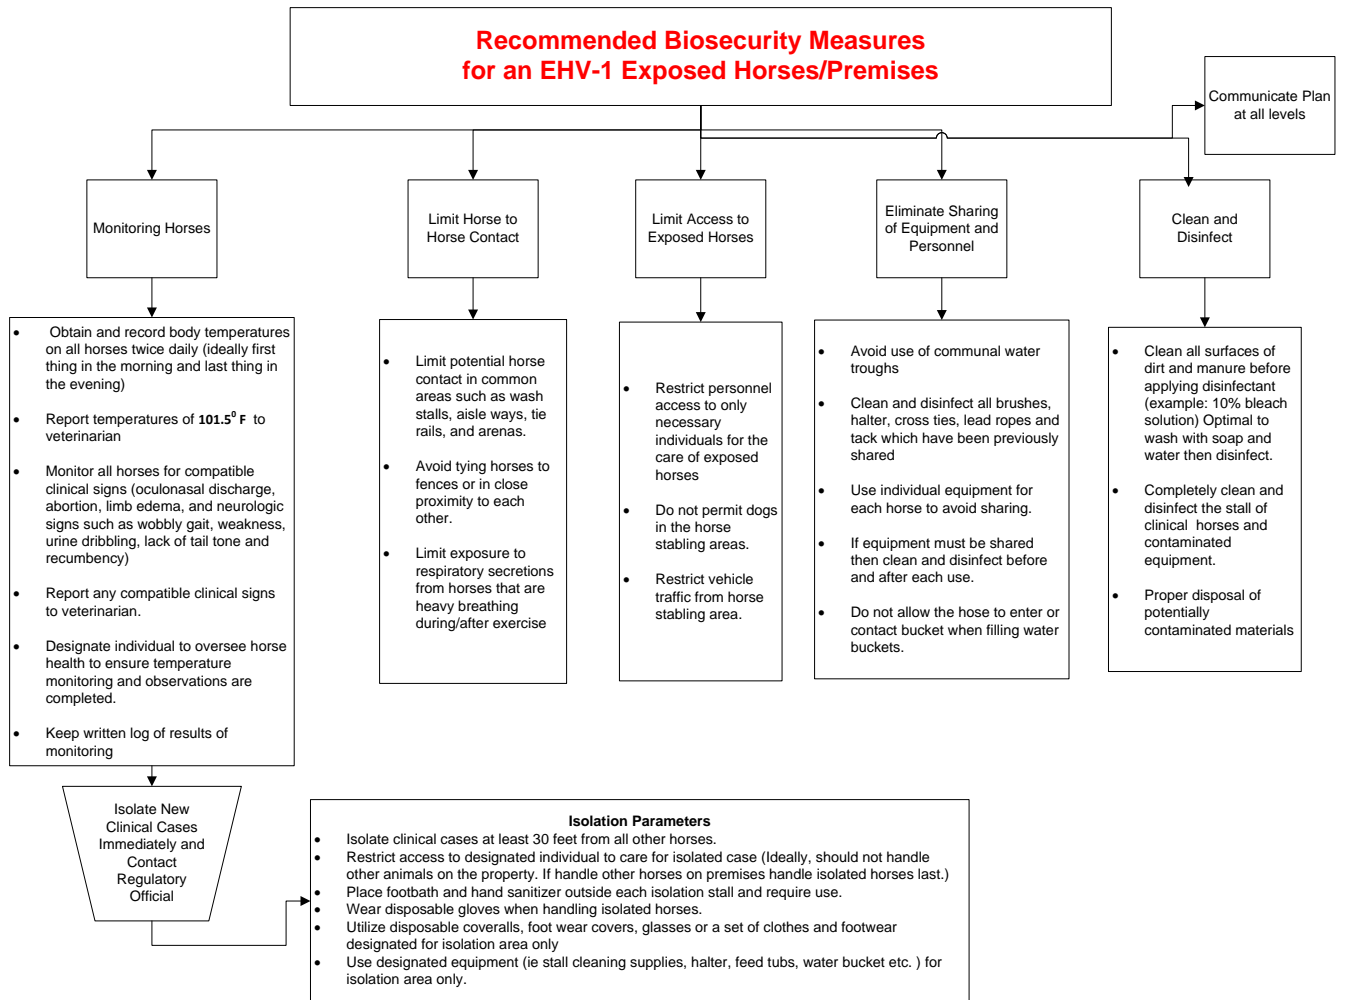 Recommended Biosecurity Measures
for an EHV-1 Exposed Horses/Premises
Communicate Plan
at all levels
Monitoring Horses
Limit Horse to
Horse Contact
Limit Access to
Exposed Horses
Eliminate Sharing
of Equipment and
Personnel
Clean and
Disinfect
• Obtain and record body temperatures
on all horses twice daily (ideally first
thing in the morning and last thing in
the evening)
• Report temperatures of 101.5⁰ F to
veterinarian
• Monitor all horses for compatible
clinical signs (oculonasal discharge,
abortion, limb edema, and neurologic
signs such as wobbly gait, weakness,
urine dribbling, lack of tail tone and
recumbency)
• Report any compatible clinical signs
to veterinarian.
• Designate individual to oversee horse
health to ensure temperature
monitoring and observations are
completed.
• Keep written log of results of
monitoring
• Limit potential horse
contact in common
areas such as wash
stalls, aisle ways, tie
rails, and arenas.
• Avoid tying horses to
fences or in close
proximity to each
other.
• Limit exposure to
respiratory secretions
from horses that are
heavy breathing
during/after exercise
• Restrict personnel
access to only
necessary
individuals for the
care of exposed
horses
• Do not permit dogs
in the horse
stabling areas.
• Restrict vehicle
traffic from horse
stabling area.
• Avoid use of communal water
troughs
• Clean and disinfect all brushes,
halter, cross ties, lead ropes and
tack which have been previously
shared
• Use individual equipment for
each horse to avoid sharing.
• If equipment must be shared
then clean and disinfect before
and after each use.
• Do not allow the hose to enter or
contact bucket when filling water
buckets.
• Clean all surfaces of
dirt and manure before
applying disinfectant
(example: 10% bleach
solution) Optimal to
wash with soap and
water then disinfect.
• Completely clean and
disinfect the stall of
clinical horses and
contaminated
equipment.
• Proper disposal of
potentially
contaminated materials
Isolate New
Clinical Cases
Immediately and
Contact
Regulatory
Official
Isolation Parameters
• Isolate clinical cases at least 30 feet from all other horses.
• Restrict access to designated individual to care for isolated case (Ideally, should not handle
other animals on the property. If handle other horses on premises handle isolated horses last.)
• Place footbath and hand sanitizer outside each isolation stall and require use.
• Wear disposable gloves when handling isolated horses.
• Utilize disposable coveralls, foot wear covers, glasses or a set of clothes and footwear
designated for isolation area only
• Use designated equipment (ie stall cleaning supplies, halter, feed tubs, water bucket etc. ) for
isolation area only.